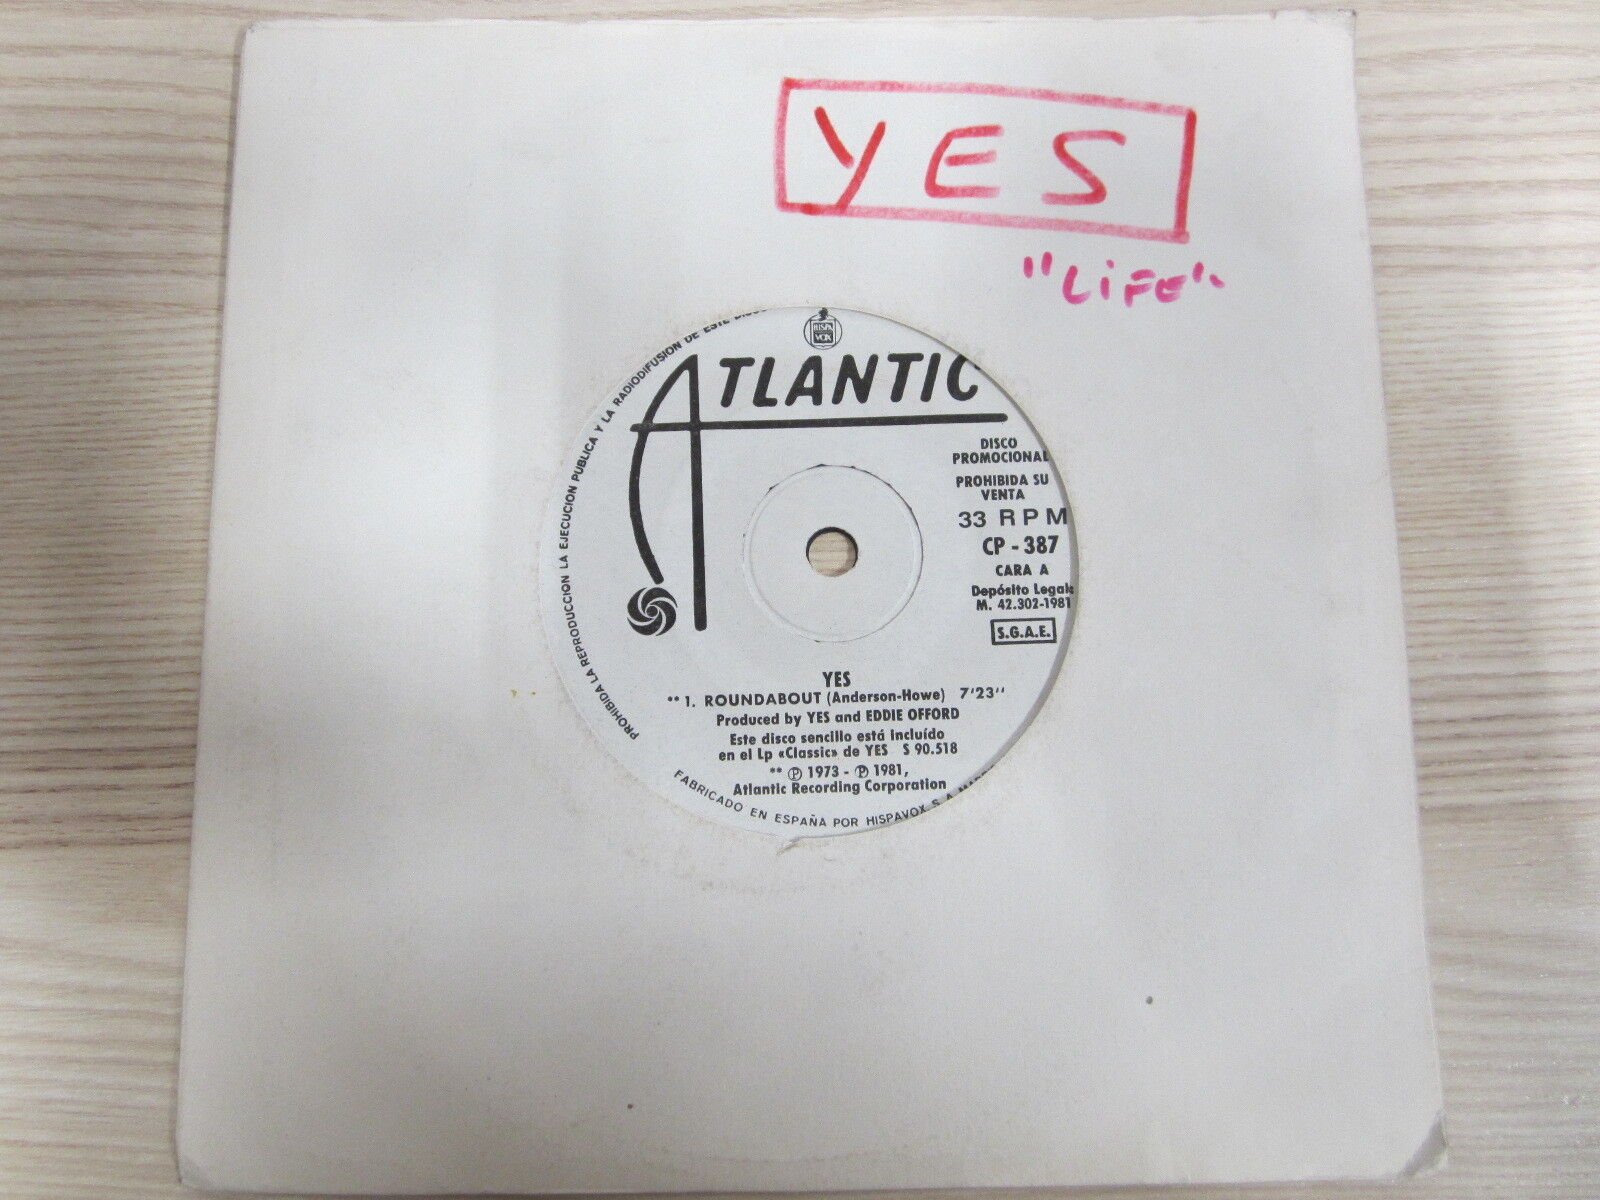 YES
"LiFE"
HISPA
VOX
ATLANTIC
DISCO
PROMOCIONAL
PROHIBIDA SU
VENTA
33 RPM
CP - 387
CARA A
Depósito Legal:
M. 42.302-1981
S.G.A.E.
YES
** 1. ROUNDABOUT (Anderson-Howe) 7'23''
Produced by YES and EDDIE OFFORD
Este disco sencillo está incluído
en el Lp «Classic» de YES S 90.518
** Ⓟ 1973 - Ⓟ 1981,
Atlantic Recording Corporation
PROHIBIDA LA REPRODUCCION LA EJECUCION PUBLICA Y LA RADIODIFUSION DE ESTE DISCO
FABRICADO EN ESPAÑA POR HISPAVOX S A